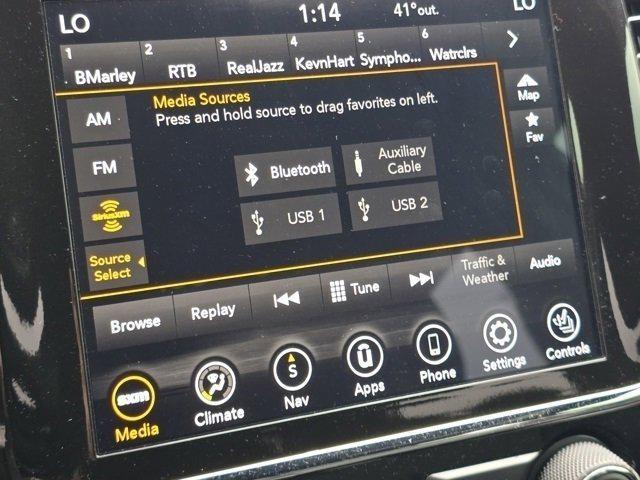 LO 1:14 41°out. LO
1 BMarley 2 RTB 3 RealJazz 4 KevnHart 5 Sympho... 6 Watrclrs
Media Sources
Press and hold source to drag favorites on left.
Map
AM
Fav
Bluetooth Auxiliary Cable
FM
SiriusXM
USB 1 USB 2
Source Select
Browse Replay Tune Traffic & Weather Audio
sxm S U
Media Climate Nav Apps Phone Settings Controls